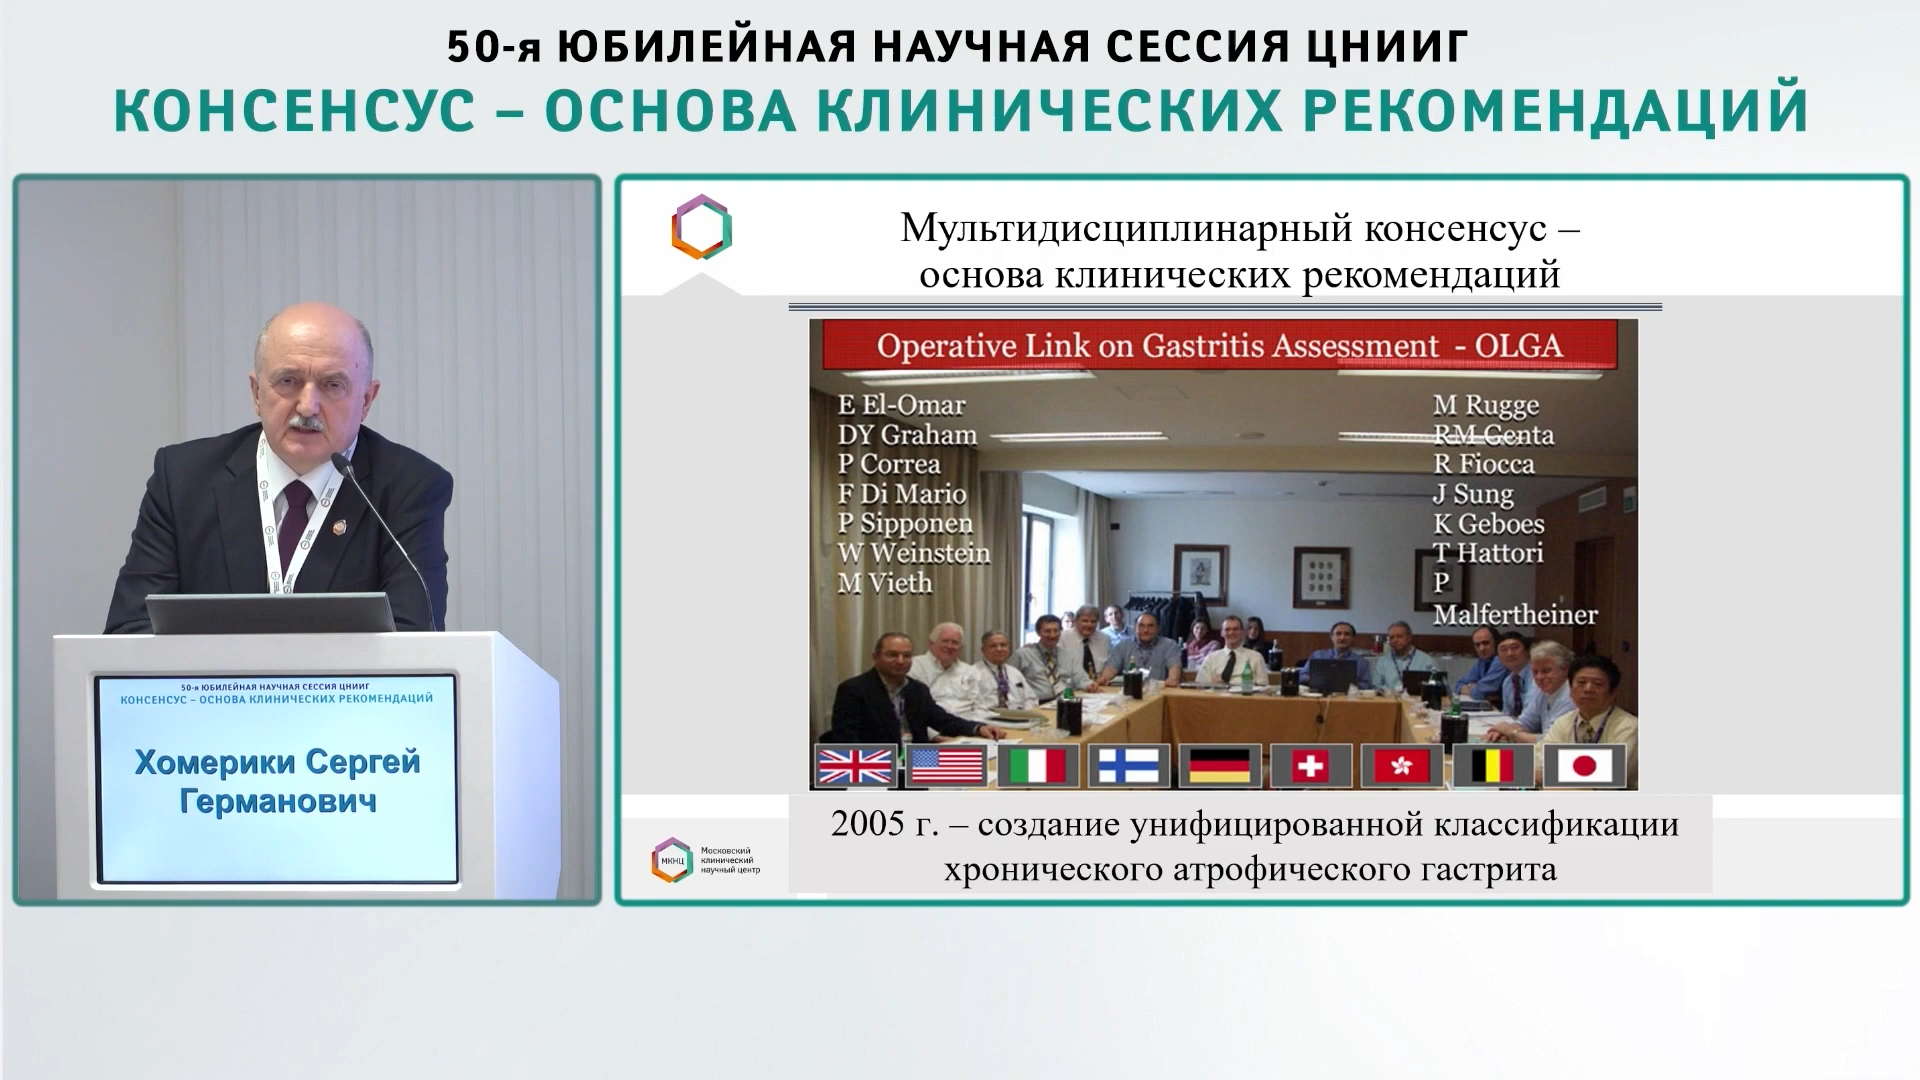 50-я ЮБИЛЕЙНАЯ НАУЧНАЯ СЕССИЯ ЦНИИГ
КОНСЕНСУС – ОСНОВА КЛИНИЧЕСКИХ РЕКОМЕНДАЦИЙ
50-я ЮБИЛЕЙНАЯ НАУЧНАЯ СЕССИЯ ЦНИИГ
КОНСЕНСУС – ОСНОВА КЛИНИЧЕСКИХ РЕКОМЕНДАЦИЙ
Хомерики Сергей
Германович
Мультидисциплинарный консенсус –
основа клинических рекомендаций
Operative Link on Gastritis Assessment - OLGA
E El-Omar
DY Graham
P Correa
F Di Mario
P Sipponen
W Weinstein
M Vieth
M Rugge
RM Genta
R Fiocca
J Sung
K Geboes
T Hattori
P
Malfertheiner
2005 г. – создание унифицированной классификации
хронического атрофического гастрита
МКНЦ
Московский
клинический
научный центр